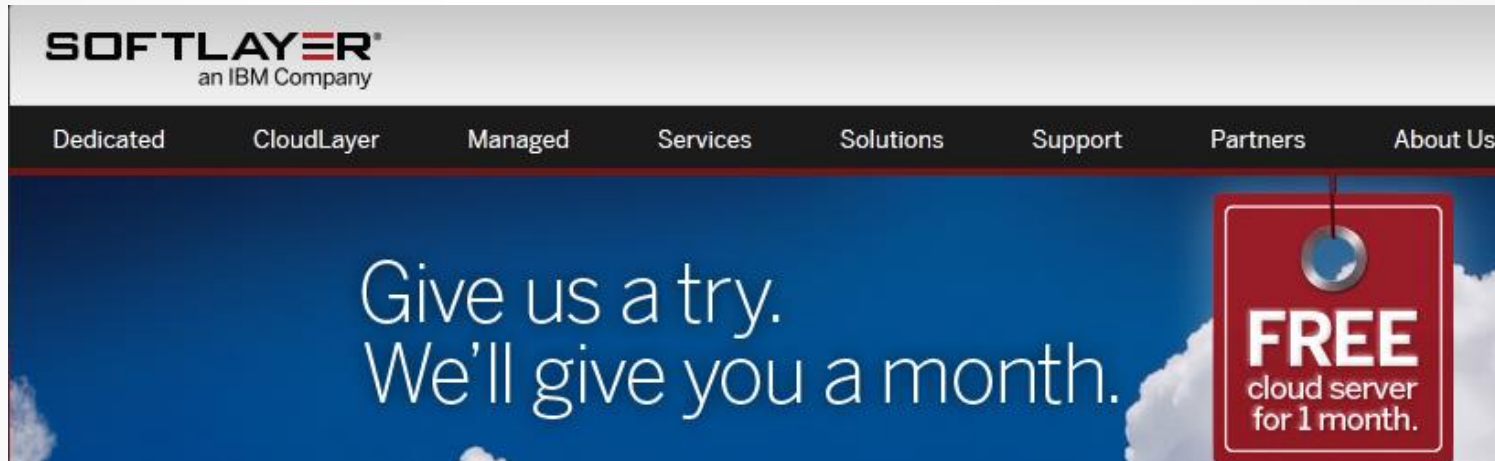 SOFTLAYER®
an IBM Company
Dedicated CloudLayer Managed Services Solutions Support Partners About Us
Give us a try.
We'll give you a month.
FREE
cloud server
for 1 month.